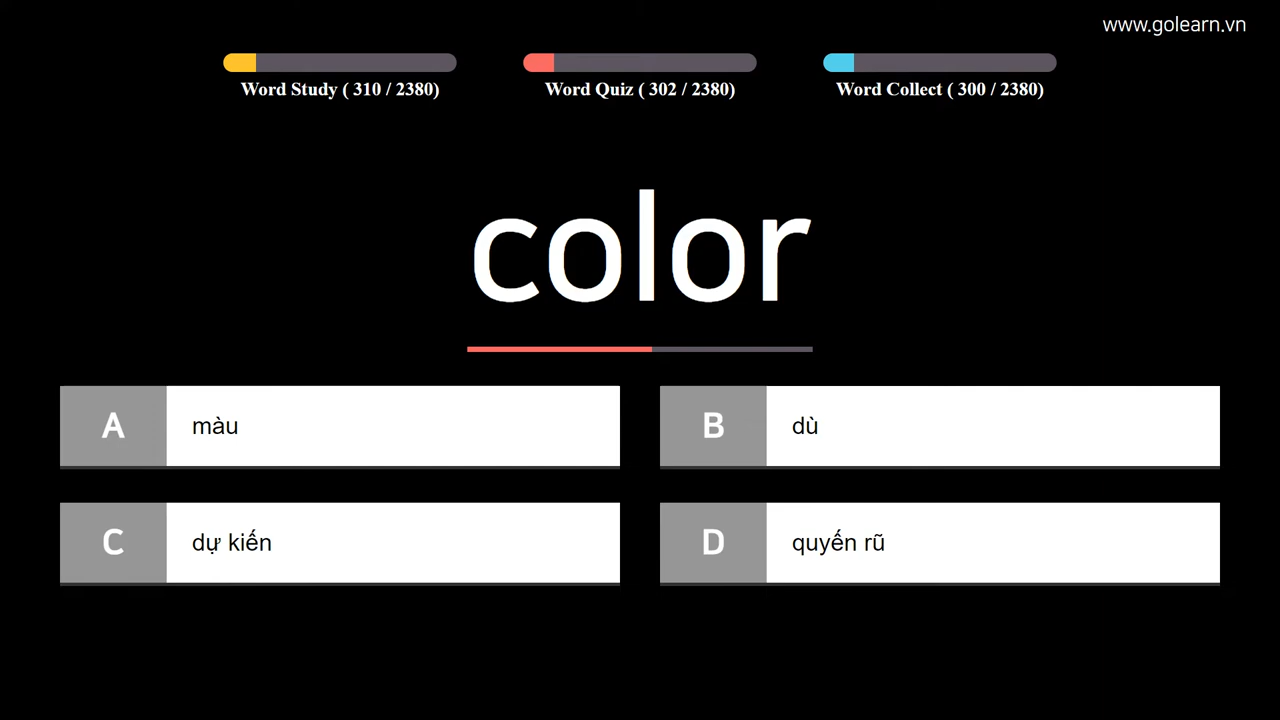 www.golearn.vn
Word Study ( 310 / 2380)
Word Quiz ( 302 / 2380)
Word Collect ( 300 / 2380)
color
A màu
B dù
C dự kiến
D quyến rũ